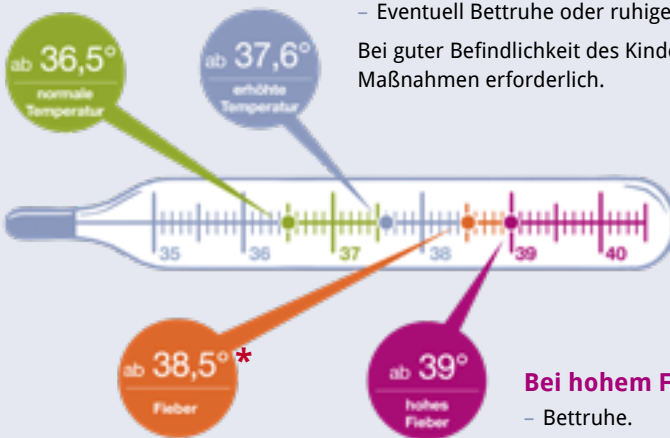 – Eventuell Bettruhe oder ruhige
Bei guter Befindlichkeit des Kinde
Maßnahmen erforderlich.
ab 36,5°
normale
Temperatur
ab 37,6°
erhöhte
Temperatur
35 36 37 38 39 40
ab 38,5° *
Fieber
ab 39°
hohes
Fieber
Bei hohem F
– Bettruhe.